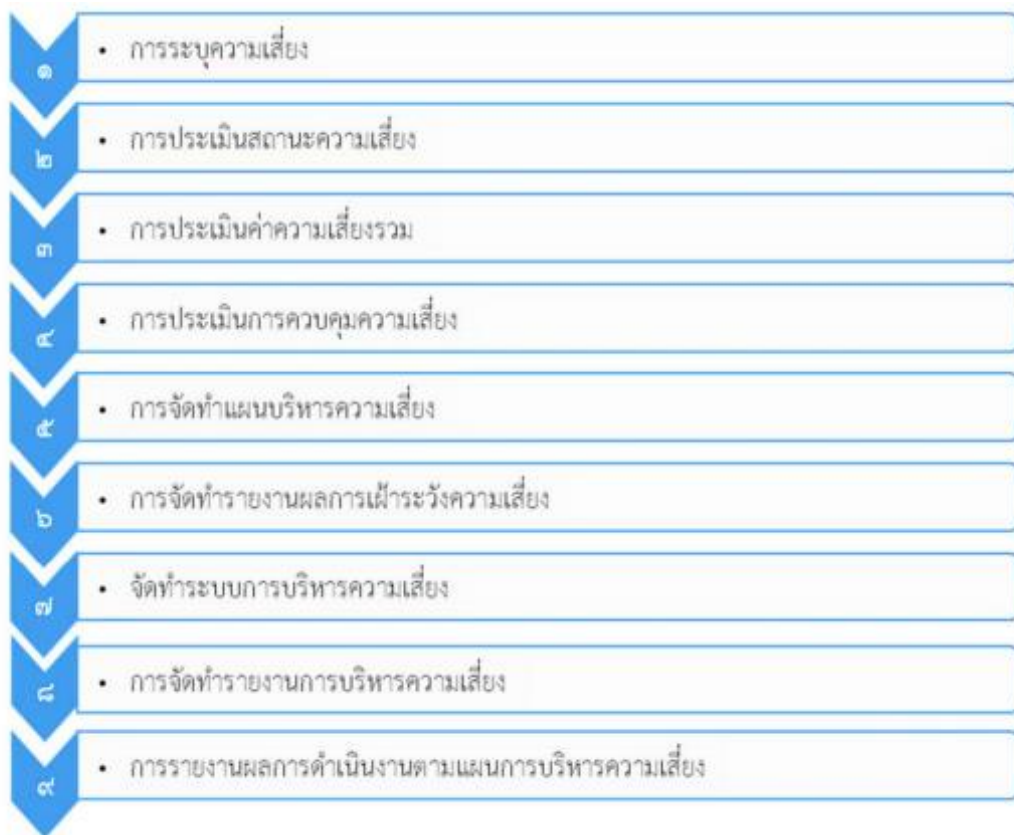 ๑ • การระบุความเสี่ยง
๒ • การประเมินสถานะความเสี่ยง
๓ • การประเมินค่าความเสี่ยงรวม
๔ • การประเมินการควบคุมความเสี่ยง
๕ • การจัดทำแผนบริหารความเสี่ยง
๖ • การจัดทำรายงานผลการเฝ้าระวังความเสี่ยง
๗ • จัดทำระบบการบริหารความเสี่ยง
๘ • การจัดทำรายงานการบริหารความเสี่ยง
๙ • การรายงานผลการดำเนินงานตามแผนการบริหารความเสี่ยง